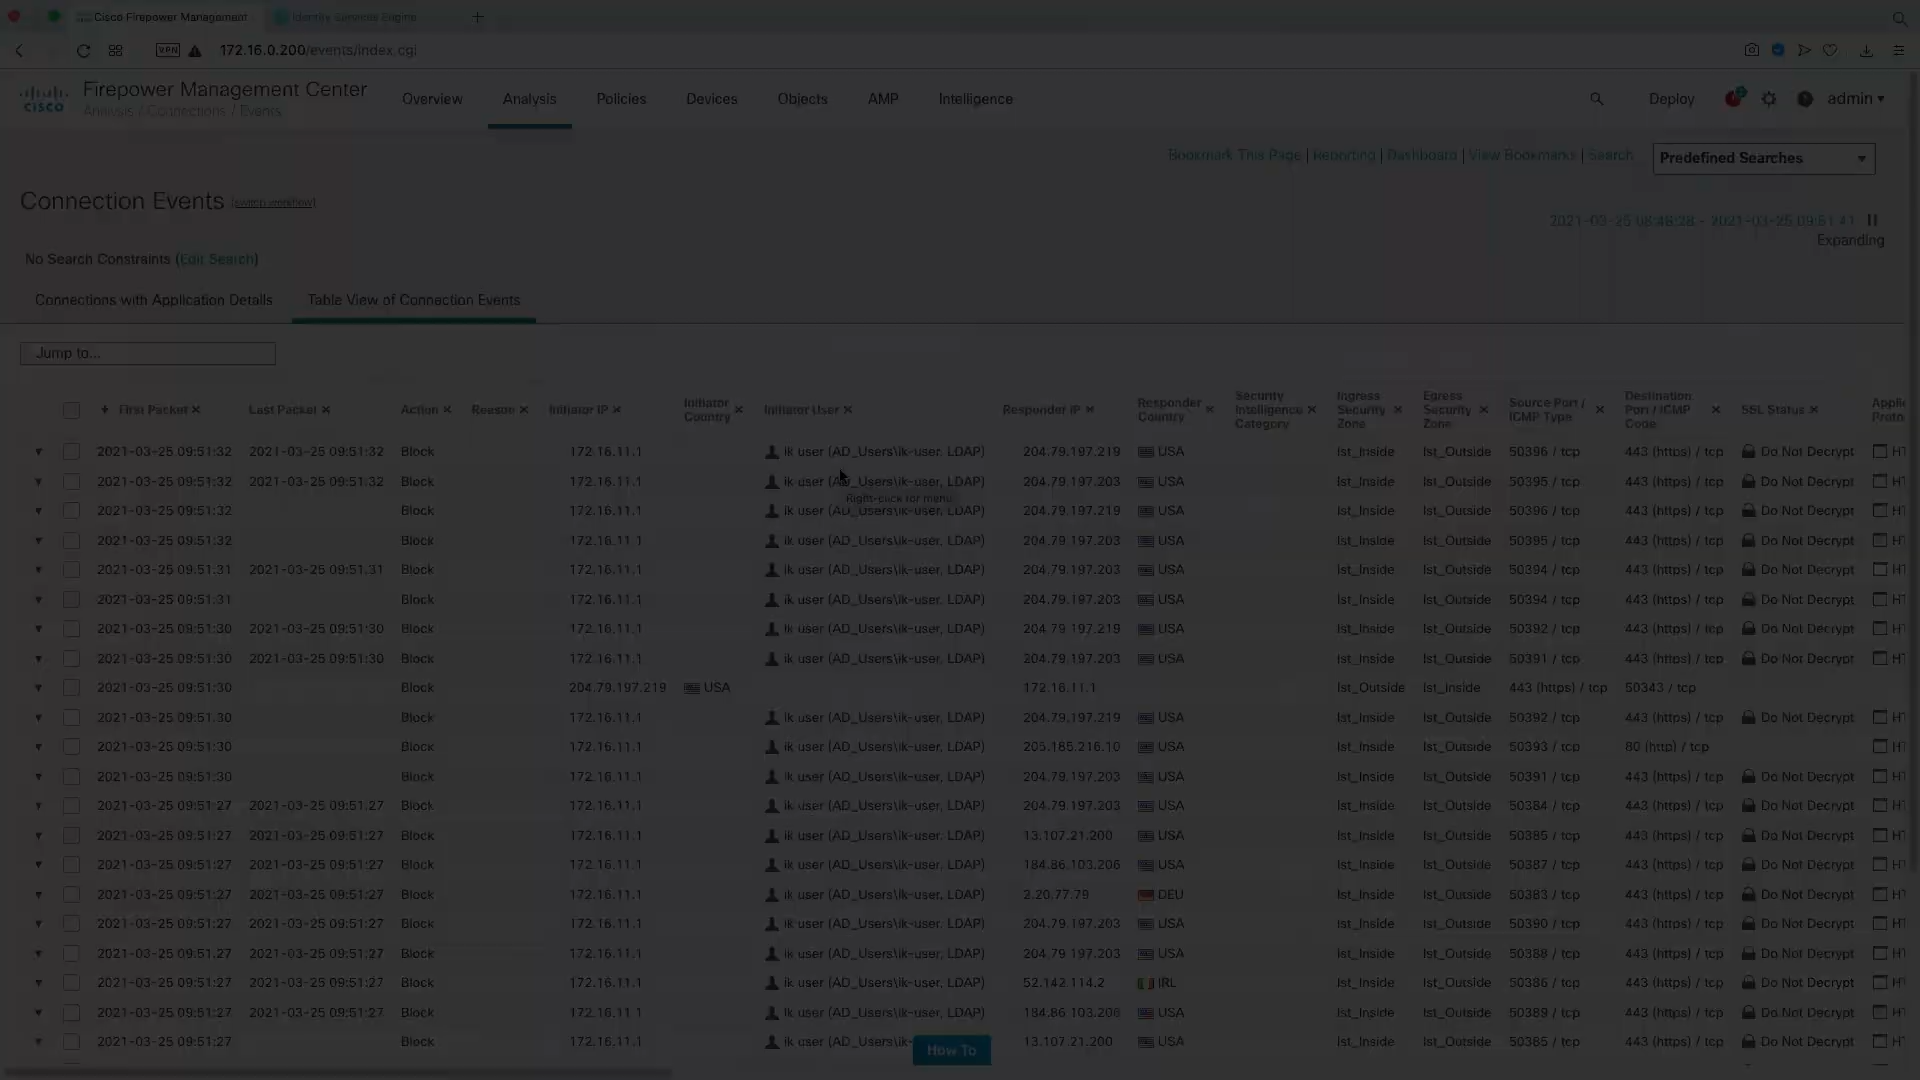 Cisco Firepower Management
Identity Services Engine
VPN 172.16.0.200/events/index.cgi
cisco
Firepower Management Center
Analysis / Connections / Events
Overview Analysis Policies Devices Objects AMP Intelligence Deploy admin
Bookmark This Page | Reporting | Dashboard | View Bookmarks | Search
Predefined Searches
Connection Events (switch workflow)
2021-03-25 08:48:28 - 2021-03-25 09:51:41
Expanding
No Search Constraints (Edit Search)
Connections with Application Details Table View of Connection Events
Jump to...
First Packet Last Packet Action Reason Initiator IP Initiator Country Initiator User Responder IP Responder Country Security Intelligence Category Ingress Security Zone Egress Security Zone Source Port / ICMP Type Destination Port / ICMP Code SSL Status
2021-03-25 09:51:32 2021-03-25 09:51:32 Block 172.16.11.1 ik user (AD_Users\ik-user, LDAP) 204.79.197.219 USA Ist_Inside Ist_Outside 50396 / tcp 443 (https) / tcp Do Not Decrypt
2021-03-25 09:51:32 2021-03-25 09:51:32 Block 172.16.11.1 ik user (AD_Users\ik-user, LDAP) 204.79.197.203 USA Ist_Inside Ist_Outside 50395 / tcp 443 (https) / tcp Do Not Decrypt
Right-click for menu
2021-03-25 09:51:32 Block 172.16.11.1 ik user (AD_Users\ik-user, LDAP) 204.79.197.219 USA Ist_Inside Ist_Outside 50396 / tcp 443 (https) / tcp Do Not Decrypt
2021-03-25 09:51:32 Block 172.16.11.1 ik user (AD_Users\ik-user, LDAP) 204.79.197.203 USA Ist_Inside Ist_Outside 50395 / tcp 443 (https) / tcp Do Not Decrypt
2021-03-25 09:51:31 2021-03-25 09:51:31 Block 172.16.11.1 ik user (AD_Users\ik-user, LDAP) 204.79.197.203 USA Ist_Inside Ist_Outside 50394 / tcp 443 (https) / tcp Do Not Decrypt
2021-03-25 09:51:31 Block 172.16.11.1 ik user (AD_Users\ik-user, LDAP) 204.79.197.203 USA Ist_Inside Ist_Outside 50394 / tcp 443 (https) / tcp Do Not Decrypt
2021-03-25 09:51:30 2021-03-25 09:51:30 Block 172.16.11.1 ik user (AD_Users\ik-user, LDAP) 204.79.197.219 USA Ist_Inside Ist_Outside 50392 / tcp 443 (https) / tcp Do Not Decrypt
2021-03-25 09:51:30 2021-03-25 09:51:30 Block 172.16.11.1 ik user (AD_Users\ik-user, LDAP) 204.79.197.203 USA Ist_Inside Ist_Outside 50391 / tcp 443 (https) / tcp Do Not Decrypt
2021-03-25 09:51:30 Block 204.79.197.219 USA 172.16.11.1 Ist_Outside Ist_Inside 443 (https) / tcp 50343 / tcp
2021-03-25 09:51:30 Block 172.16.11.1 ik user (AD_Users\ik-user, LDAP) 204.79.197.219 USA Ist_Inside Ist_Outside 50392 / tcp 443 (https) / tcp Do Not Decrypt
2021-03-25 09:51:30 Block 172.16.11.1 ik user (AD_Users\ik-user, LDAP) 205.185.216.10 USA Ist_Inside Ist_Outside 50393 / tcp 80 (http) / tcp
2021-03-25 09:51:30 Block 172.16.11.1 ik user (AD_Users\ik-user, LDAP) 204.79.197.203 USA Ist_Inside Ist_Outside 50391 / tcp 443 (https) / tcp Do Not Decrypt
2021-03-25 09:51:27 2021-03-25 09:51:27 Block 172.16.11.1 ik user (AD_Users\ik-user, LDAP) 204.79.197.203 USA Ist_Inside Ist_Outside 50384 / tcp 443 (https) / tcp Do Not Decrypt
2021-03-25 09:51:27 2021-03-25 09:51:27 Block 172.16.11.1 ik user (AD_Users\ik-user, LDAP) 13.107.21.200 USA Ist_Inside Ist_Outside 50385 / tcp 443 (https) / tcp Do Not Decrypt
2021-03-25 09:51:27 2021-03-25 09:51:27 Block 172.16.11.1 ik user (AD_Users\ik-user, LDAP) 184.86.103.206 USA Ist_Inside Ist_Outside 50387 / tcp 443 (https) / tcp Do Not Decrypt
2021-03-25 09:51:27 2021-03-25 09:51:27 Block 172.16.11.1 ik user (AD_Users\ik-user, LDAP) 2.20.77.79 DEU Ist_Inside Ist_Outside 50383 / tcp 443 (https) / tcp Do Not Decrypt
2021-03-25 09:51:27 2021-03-25 09:51:27 Block 172.16.11.1 ik user (AD_Users\ik-user, LDAP) 204.79.197.203 USA Ist_Inside Ist_Outside 50390 / tcp 443 (https) / tcp Do Not Decrypt
2021-03-25 09:51:27 2021-03-25 09:51:27 Block 172.16.11.1 ik user (AD_Users\ik-user, LDAP) 204.79.197.203 USA Ist_Inside Ist_Outside 50388 / tcp 443 (https) / tcp Do Not Decrypt
2021-03-25 09:51:27 2021-03-25 09:51:27 Block 172.16.11.1 ik user (AD_Users\ik-user, LDAP) 52.142.114.2 IRL Ist_Inside Ist_Outside 50386 / tcp 443 (https) / tcp Do Not Decrypt
2021-03-25 09:51:27 2021-03-25 09:51:27 Block 172.16.11.1 ik user (AD_Users\ik-user, LDAP) 184.86.103.206 USA Ist_Inside Ist_Outside 50389 / tcp 443 (https) / tcp Do Not Decrypt
2021-03-25 09:51:27 Block 172.16.11.1 ik user (AD_Users\ik- 13.107.21.200 USA Ist_Inside Ist_Outside 50385 / tcp 443 (https) / tcp Do Not Decrypt
How To